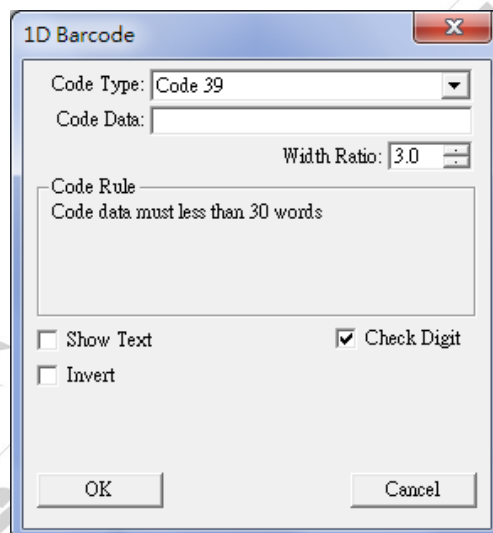 1D Barcode
Code Type: Code 39
Code Data:
Width Ratio: 3.0
Code Rule
Code data must less than 30 words
Show Text
Check Digit
Invert
OK
Cancel